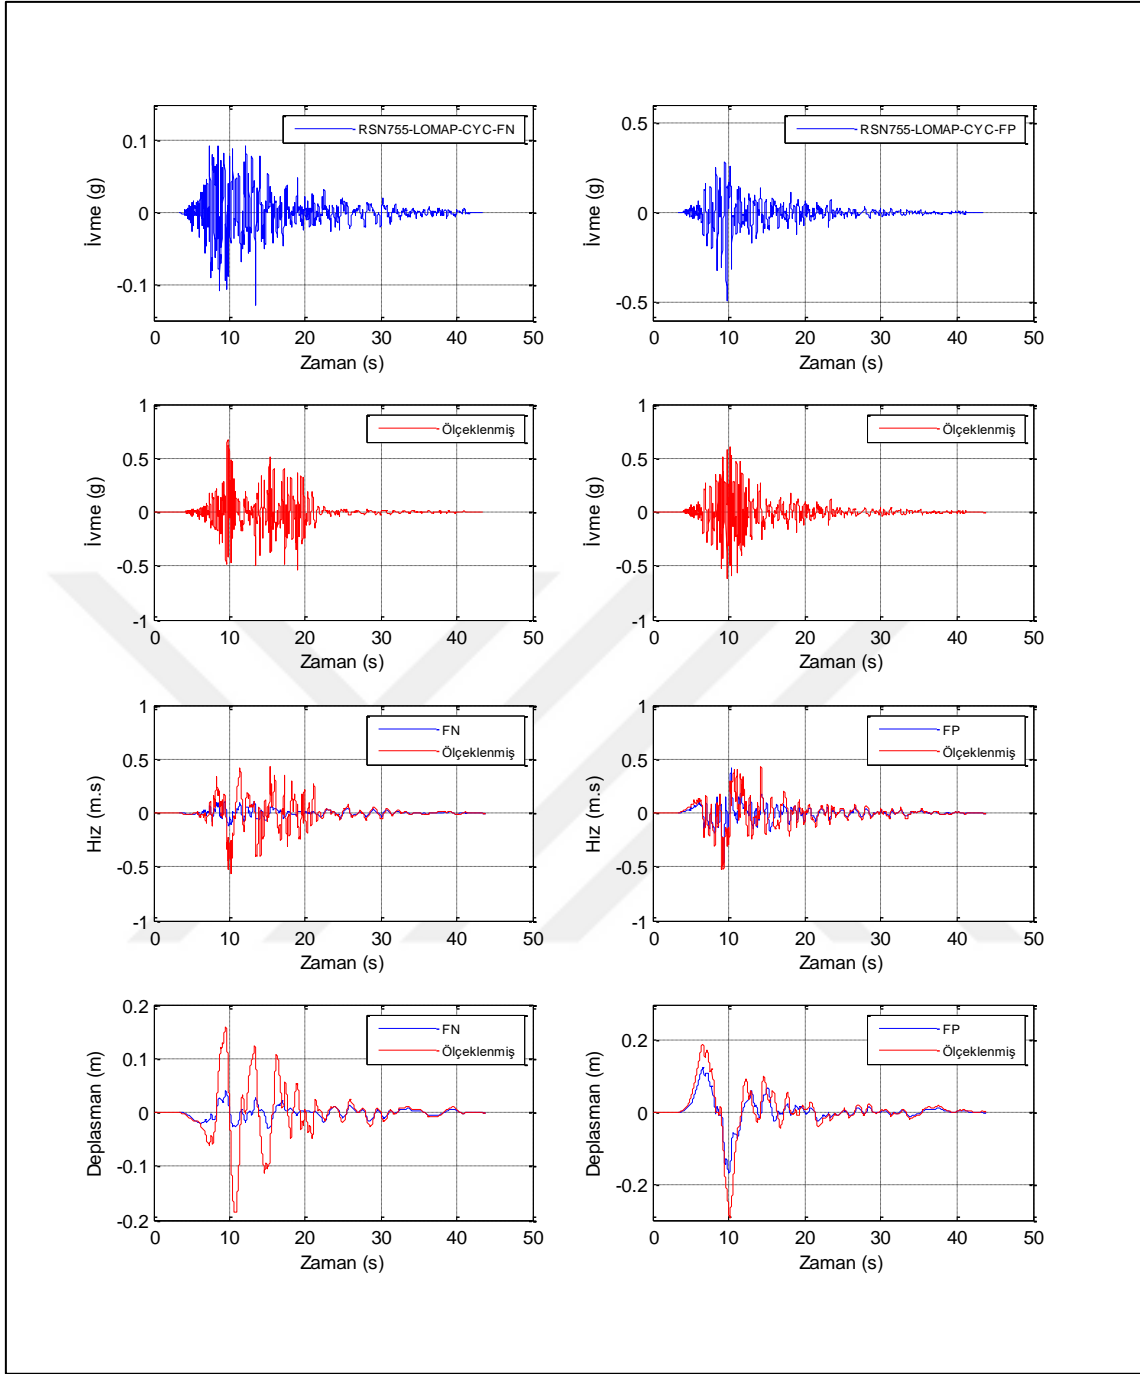 RSN755-LOMAP-CYC-FN
0.1
0
-0.1
İvme (g)
0 10 20 30 40 50
Zaman (s)
RSN755-LOMAP-CYC-FP
0.5
0
-0.5
İvme (g)
0 10 20 30 40 50
Zaman (s)
Ölçeklenmiş
1
0.5
0
-0.5
-1
İvme (g)
0 10 20 30 40 50
Zaman (s)
Ölçeklenmiş
1
0.5
0
-0.5
-1
İvme (g)
0 10 20 30 40 50
Zaman (s)
FN
Ölçeklenmiş
1
0.5
0
-0.5
-1
Hız (m.s)
0 10 20 30 40 50
Zaman (s)
FP
Ölçeklenmiş
1
0.5
0
-0.5
-1
Hız (m.s)
0 10 20 30 40 50
Zaman (s)
FN
Ölçeklenmiş
0.2
0.1
0
-0.1
-0.2
Deplasman (m)
0 10 20 30 40 50
Zaman (s)
FP
Ölçeklenmiş
0.2
0
-0.2
Deplasman (m)
0 10 20 30 40 50
Zaman (s)